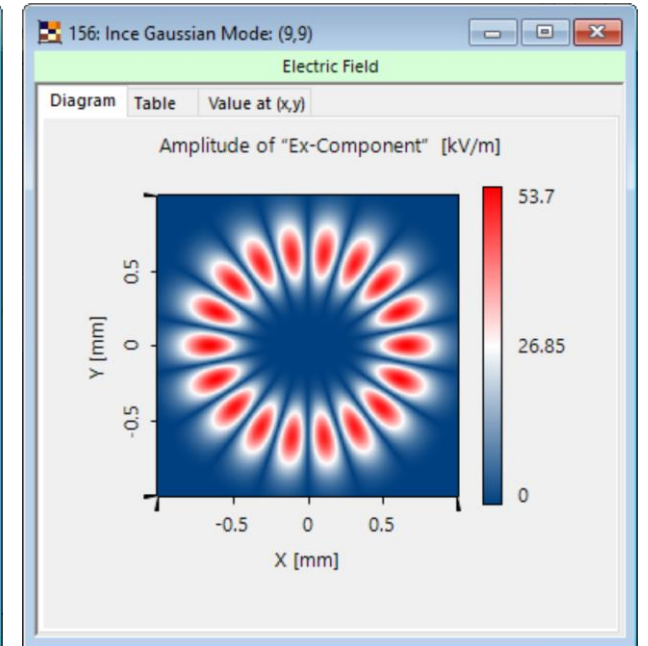 156: Ince Gaussian Mode: (9,9)
Electric Field
Diagram Table Value at (x,y)
Amplitude of “Ex-Component” [kV/m]
53.7
0.5
Y [mm]
0
26.85
-0.5
0
-0.5 0 0.5
X [mm]